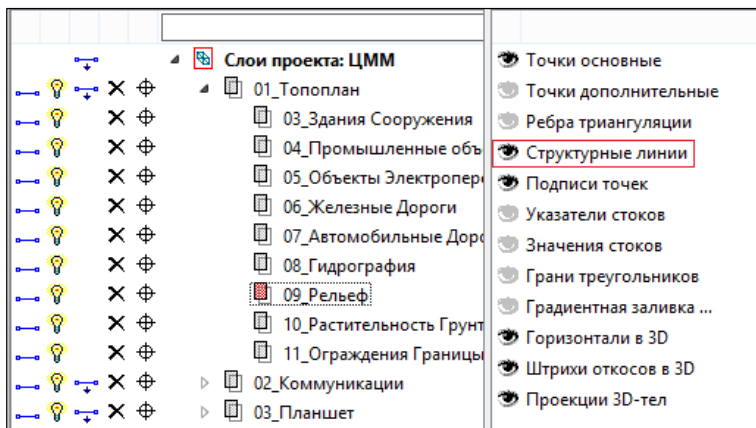 Слои проекта: ЦММ
01_Топоплан
03_Здания Сооружения
04_Промышленные объ
05_Объекты Электропер
06_Железные Дороги
07_Автомобильные Доро
08_Гидрография
09_Рельеф
10_Растительность Грунт
11_Ограждения Границы
02_Коммуникации
03_Планшет
Точки основные
Точки дополнительные
Ребра триангуляции
Структурные линии
Подписи точек
Указатели стоков
Значения стоков
Грани треугольников
Градиентная заливка ...
Горизонтали в 3D
Штрихи откосов в 3D
Проекции 3D-тел